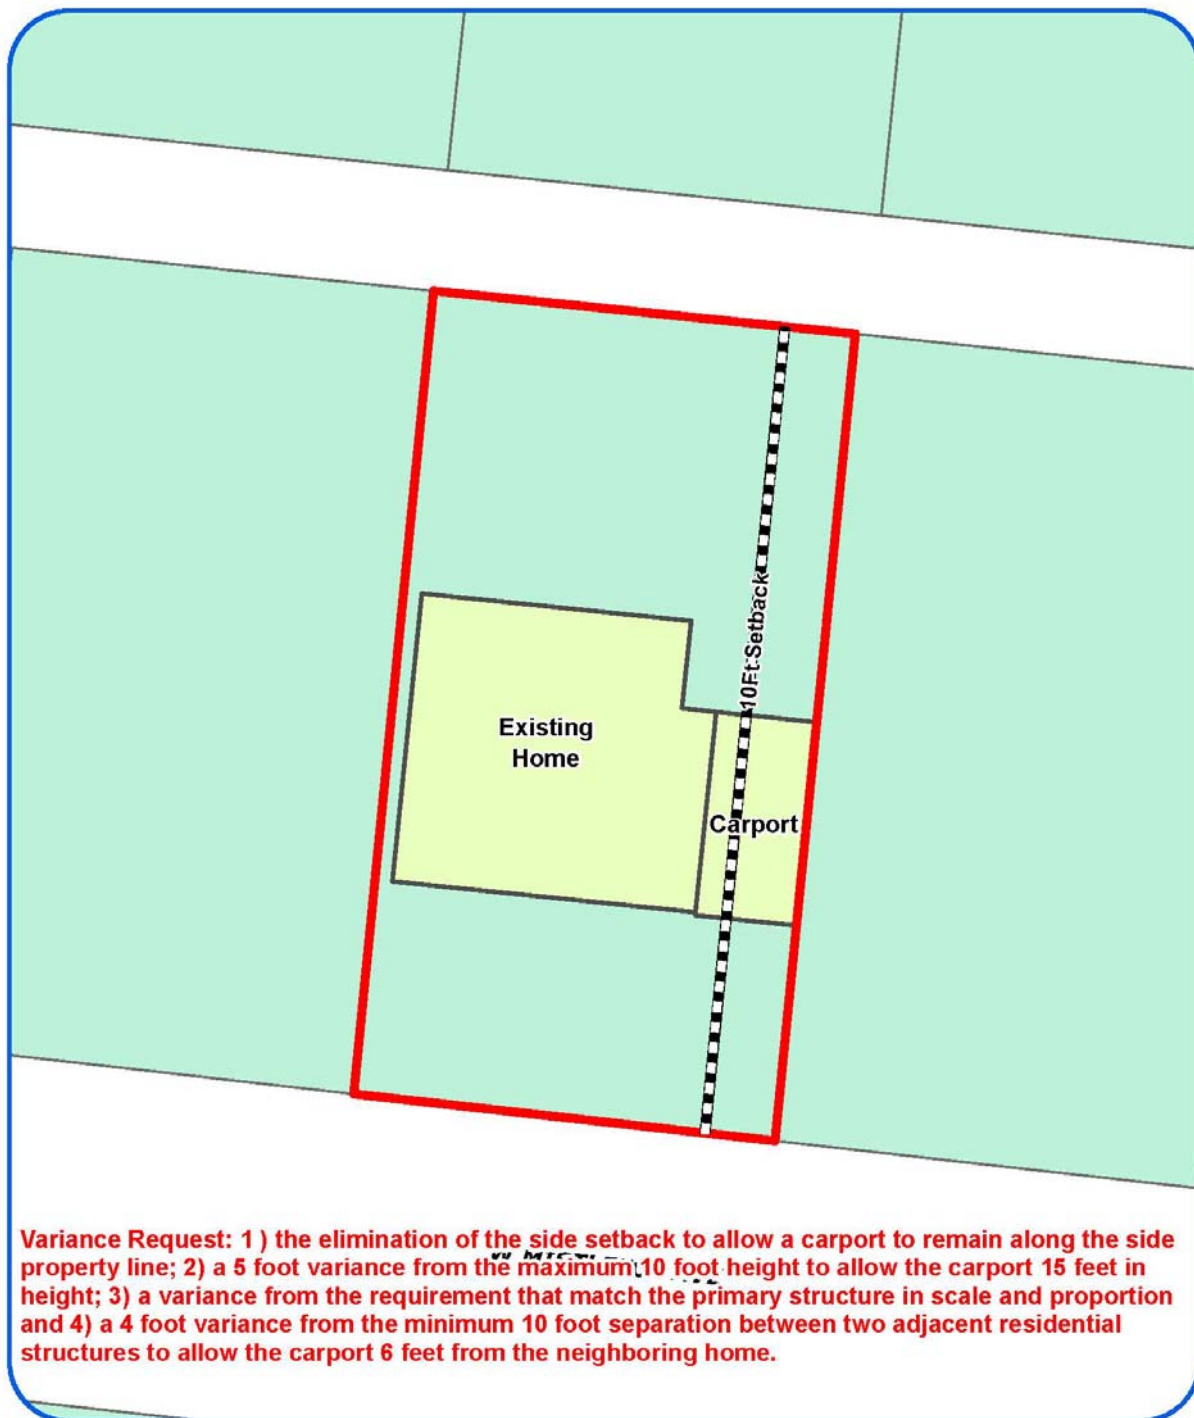 10Ft Setback
Existing
Home
Carport
Variance Request: 1 ) the elimination of the side setback to allow a carport to remain along the side
property line; 2) a 5 foot variance from the maximum 10 foot height to allow the carport 15 feet in
height; 3) a variance from the requirement that match the primary structure in scale and proportion
and 4) a 4 foot variance from the minimum 10 foot separation between two adjacent residential
structures to allow the carport 6 feet from the neighboring home.